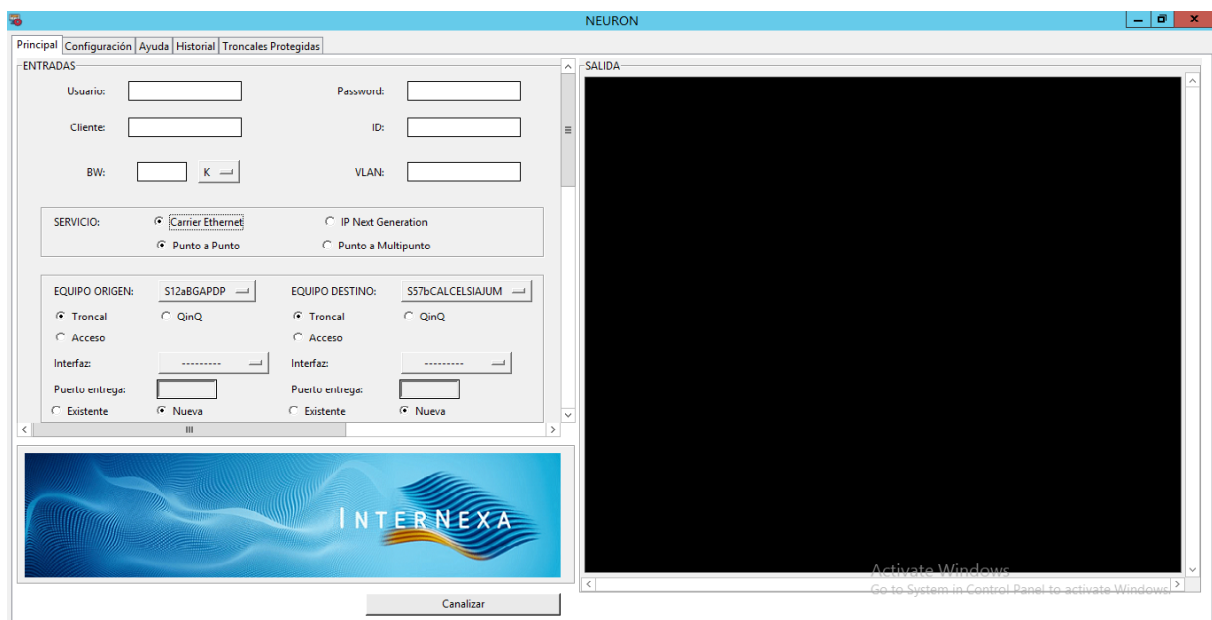 NEURON
Principal Configuración Ayuda Historial Troncales Protegidas
ENTRADAS
Usuario: Password:
Cliente: ID:
BW: K VLAN:
SERVICIO: Carrier Ethernet IP Next Generation
Punto a Punto Punto a Multipunto
EQUIPO ORIGEN: S12aBGAPDP EQUIPO DESTINO: S57bCALCELSIAJUM
Troncal QinQ Troncal QinQ
Acceso Acceso
Interfaz: --------- Interfaz: ---------
Puerto entrega: Puerto entrega:
Existente Nueva Existente Nueva
INTERNEXA
Canalizar
SALIDA
Activate Windows
Go to System in Control Panel to activate Windows.